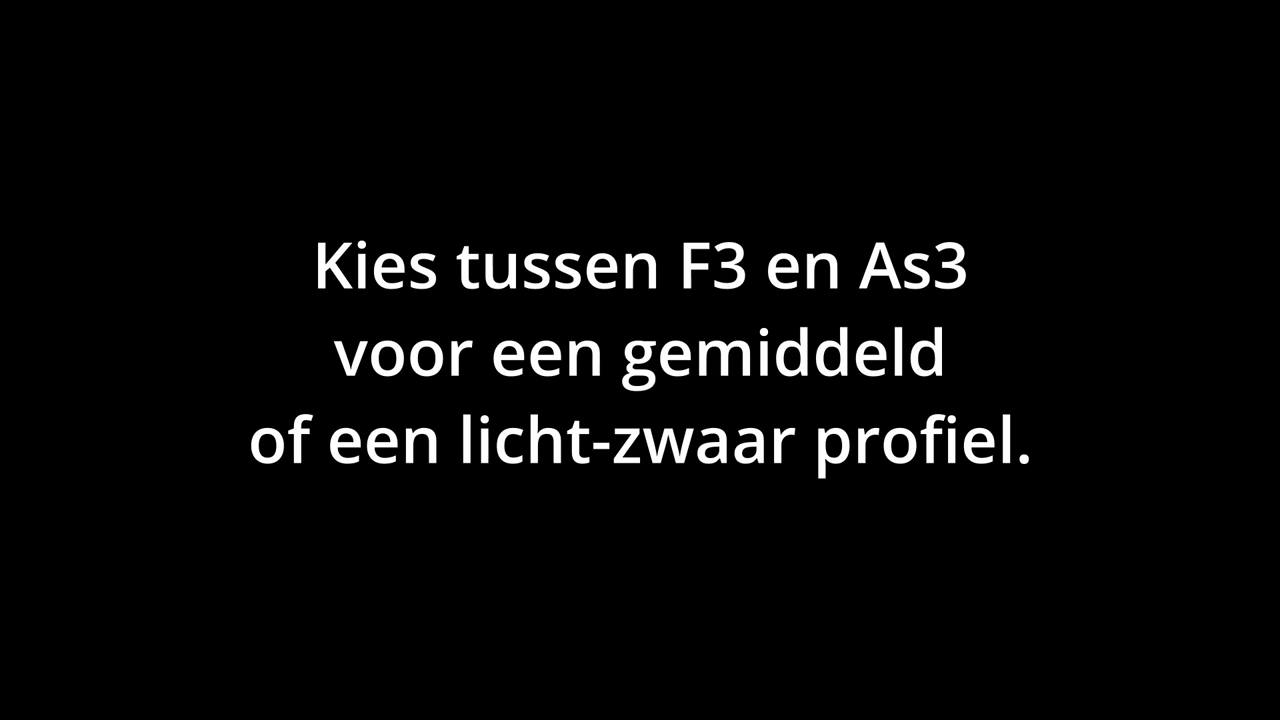 Kies tussen F3 en As3
voor een gemiddeld
of een licht-zwaar profiel.